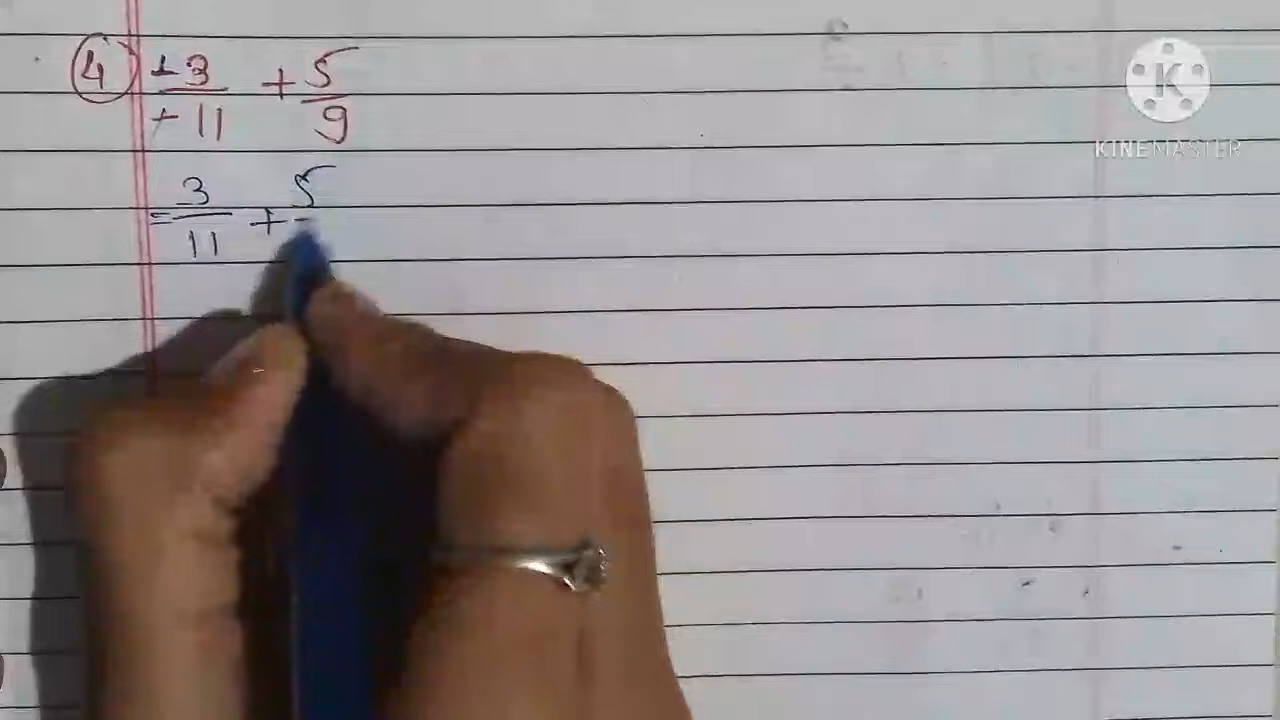 4) +3/+11 + 5/9
= 3/11 + 5
K
KINEMASTER